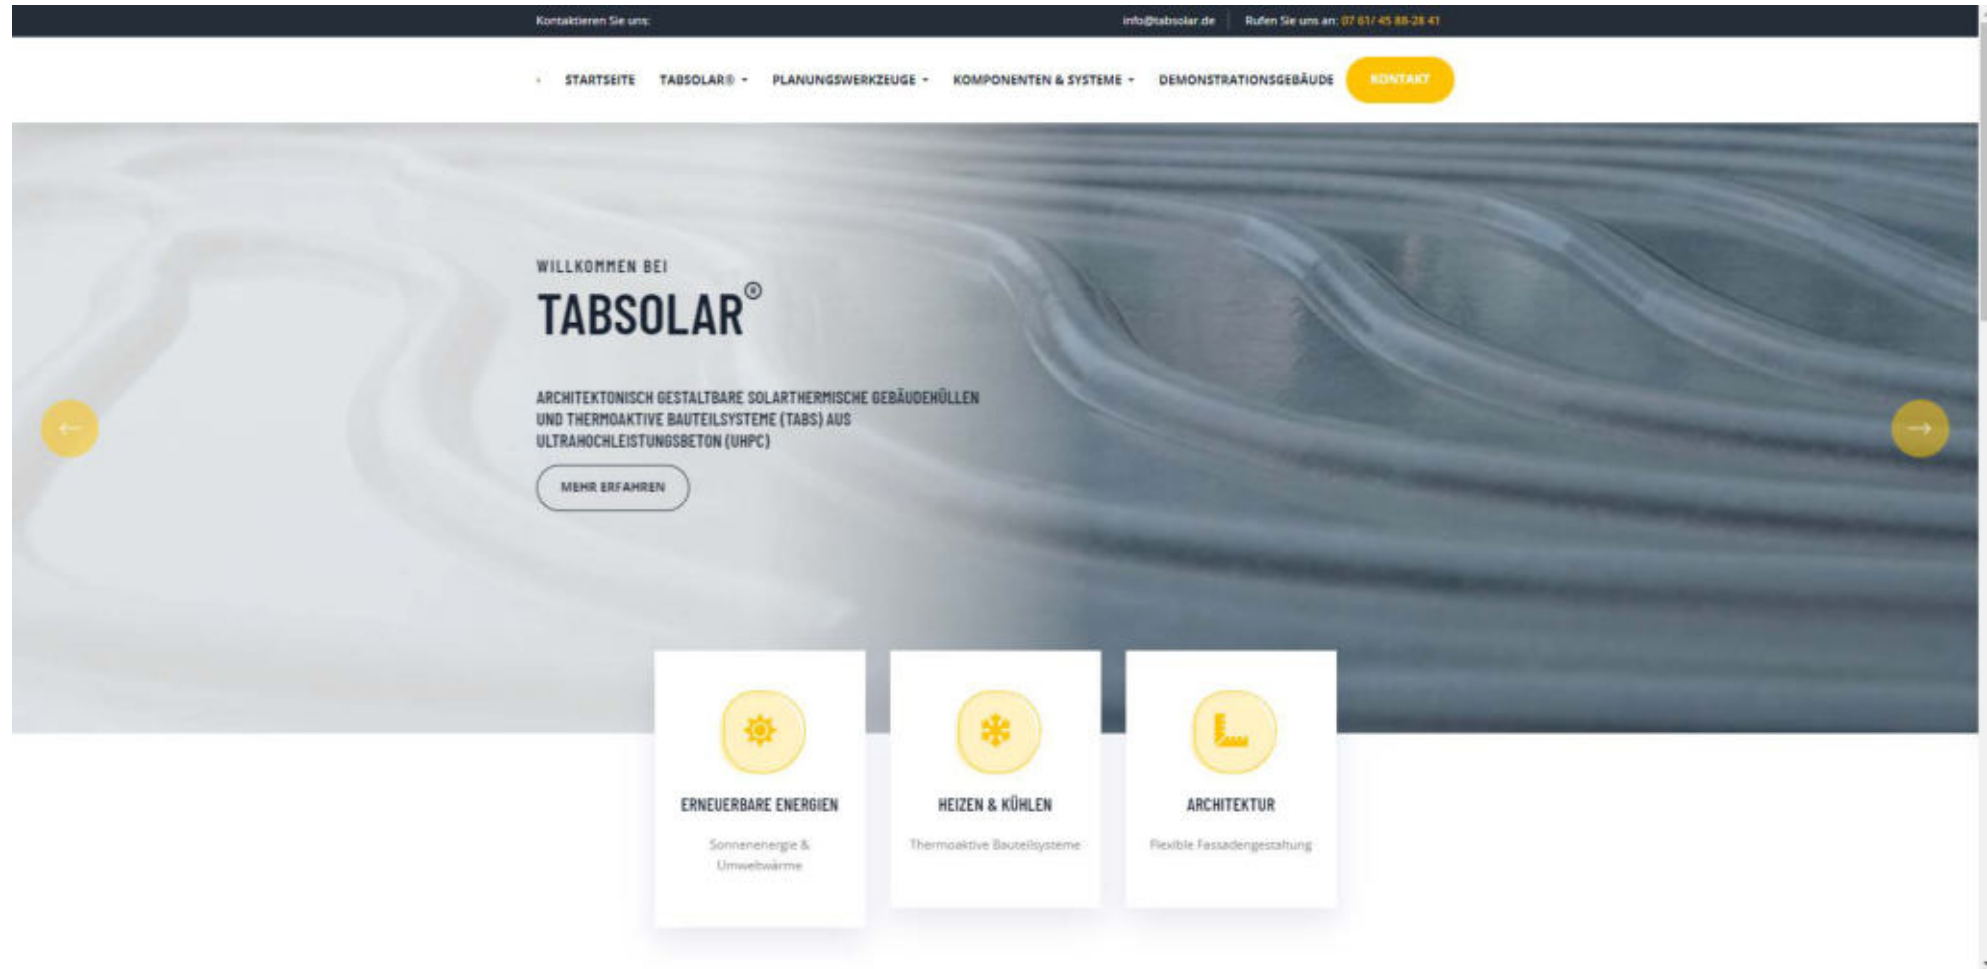 Kontaktieren Sie uns:
info@tabsolar.de
Rufen Sie uns an: 07 61/ 45 88-28 41
STARTSEITE
TABSOLAR®
PLANUNGSWERKZEUGE
KOMPONENTEN & SYSTEME
DEMONSTRATIONSGEBÄUDE
KONTAKT
WILLKOMMEN BEI
TABSOLAR®
ARCHITEKTONISCH GESTALTBARE SOLARTHERMISCHE GEBÄUDEHÜLLEN
UND THERMOAKTIVE BAUTEILSYSTEME (TABS) AUS
ULTRAHOCHLEISTUNGSBETON (UHPC)
MEHR ERFAHREN
ERNEUERBARE ENERGIEN
Sonnenenergie &
Umweltwärme
HEIZEN & KÜHLEN
Thermoaktive Bauteilsysteme
ARCHITEKTUR
Flexible Fassadengestaltung